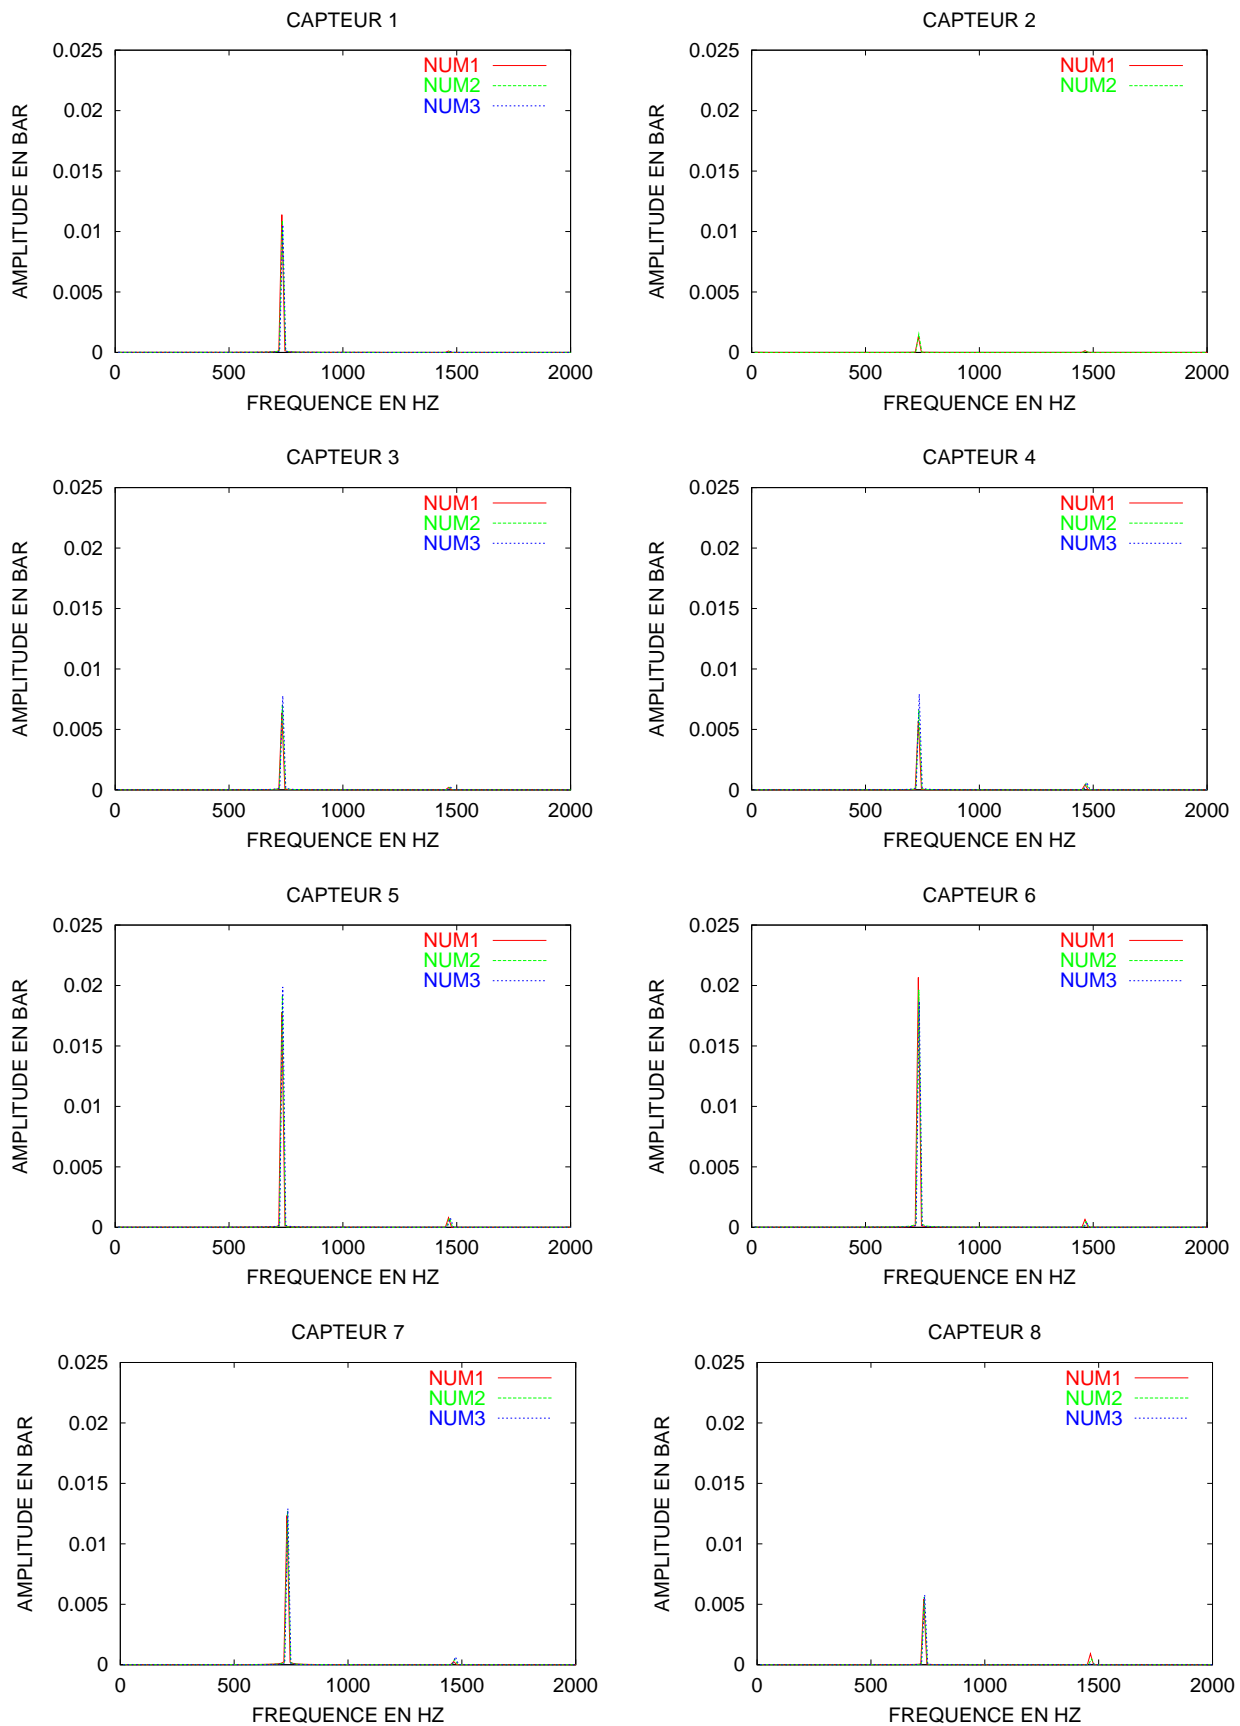 CAPTEUR 1
NUM1
NUM2
NUM3
0.025
0.02
0.015
0.01
0.005
0
AMPLITUDE EN BAR
0 500 1000 1500 2000
FREQUENCE EN HZ
CAPTEUR 2
NUM1
NUM2
0.025
0.02
0.015
0.01
0.005
0
AMPLITUDE EN BAR
0 500 1000 1500 2000
FREQUENCE EN HZ
CAPTEUR 3
NUM1
NUM2
NUM3
0.025
0.02
0.015
0.01
0.005
0
AMPLITUDE EN BAR
0 500 1000 1500 2000
FREQUENCE EN HZ
CAPTEUR 4
NUM1
NUM2
NUM3
0.025
0.02
0.015
0.01
0.005
0
AMPLITUDE EN BAR
0 500 1000 1500 2000
FREQUENCE EN HZ
CAPTEUR 5
NUM1
NUM2
NUM3
0.025
0.02
0.015
0.01
0.005
0
AMPLITUDE EN BAR
0 500 1000 1500 2000
FREQUENCE EN HZ
CAPTEUR 6
NUM1
NUM2
NUM3
0.025
0.02
0.015
0.01
0.005
0
AMPLITUDE EN BAR
0 500 1000 1500 2000
FREQUENCE EN HZ
CAPTEUR 7
NUM1
NUM2
NUM3
0.025
0.02
0.015
0.01
0.005
0
AMPLITUDE EN BAR
0 500 1000 1500 2000
FREQUENCE EN HZ
CAPTEUR 8
NUM1
NUM2
NUM3
0.025
0.02
0.015
0.01
0.005
0
AMPLITUDE EN BAR
0 500 1000 1500 2000
FREQUENCE EN HZ